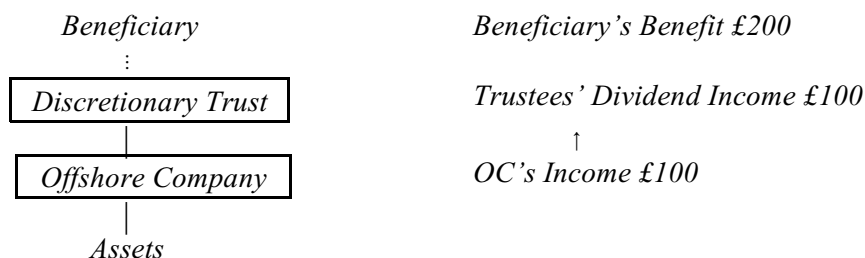 Beneficiary Beneficiary’s Benefit £200
⋮
Discretionary Trust Trustees’ Dividend Income £100
↑
Offshore Company OC’s Income £100
Assets